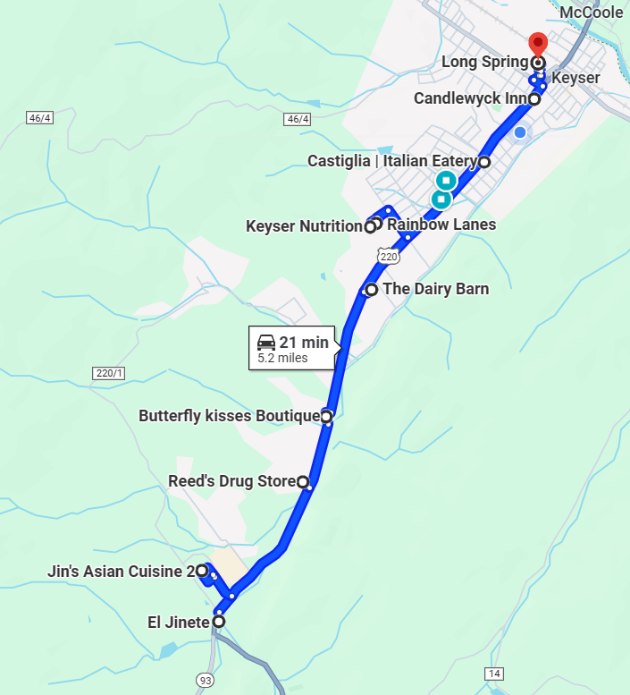 McCoole
Long Spring
Keyser
Candlewyck Inn
46/4
46/4
Castiglia | Italian Eatery
Keyser Nutrition
Rainbow Lanes
220
The Dairy Barn
21 min
5.2 miles
220/1
Butterfly kisses Boutique
Reed's Drug Store
Jin's Asian Cuisine 2
El Jinete
93
14